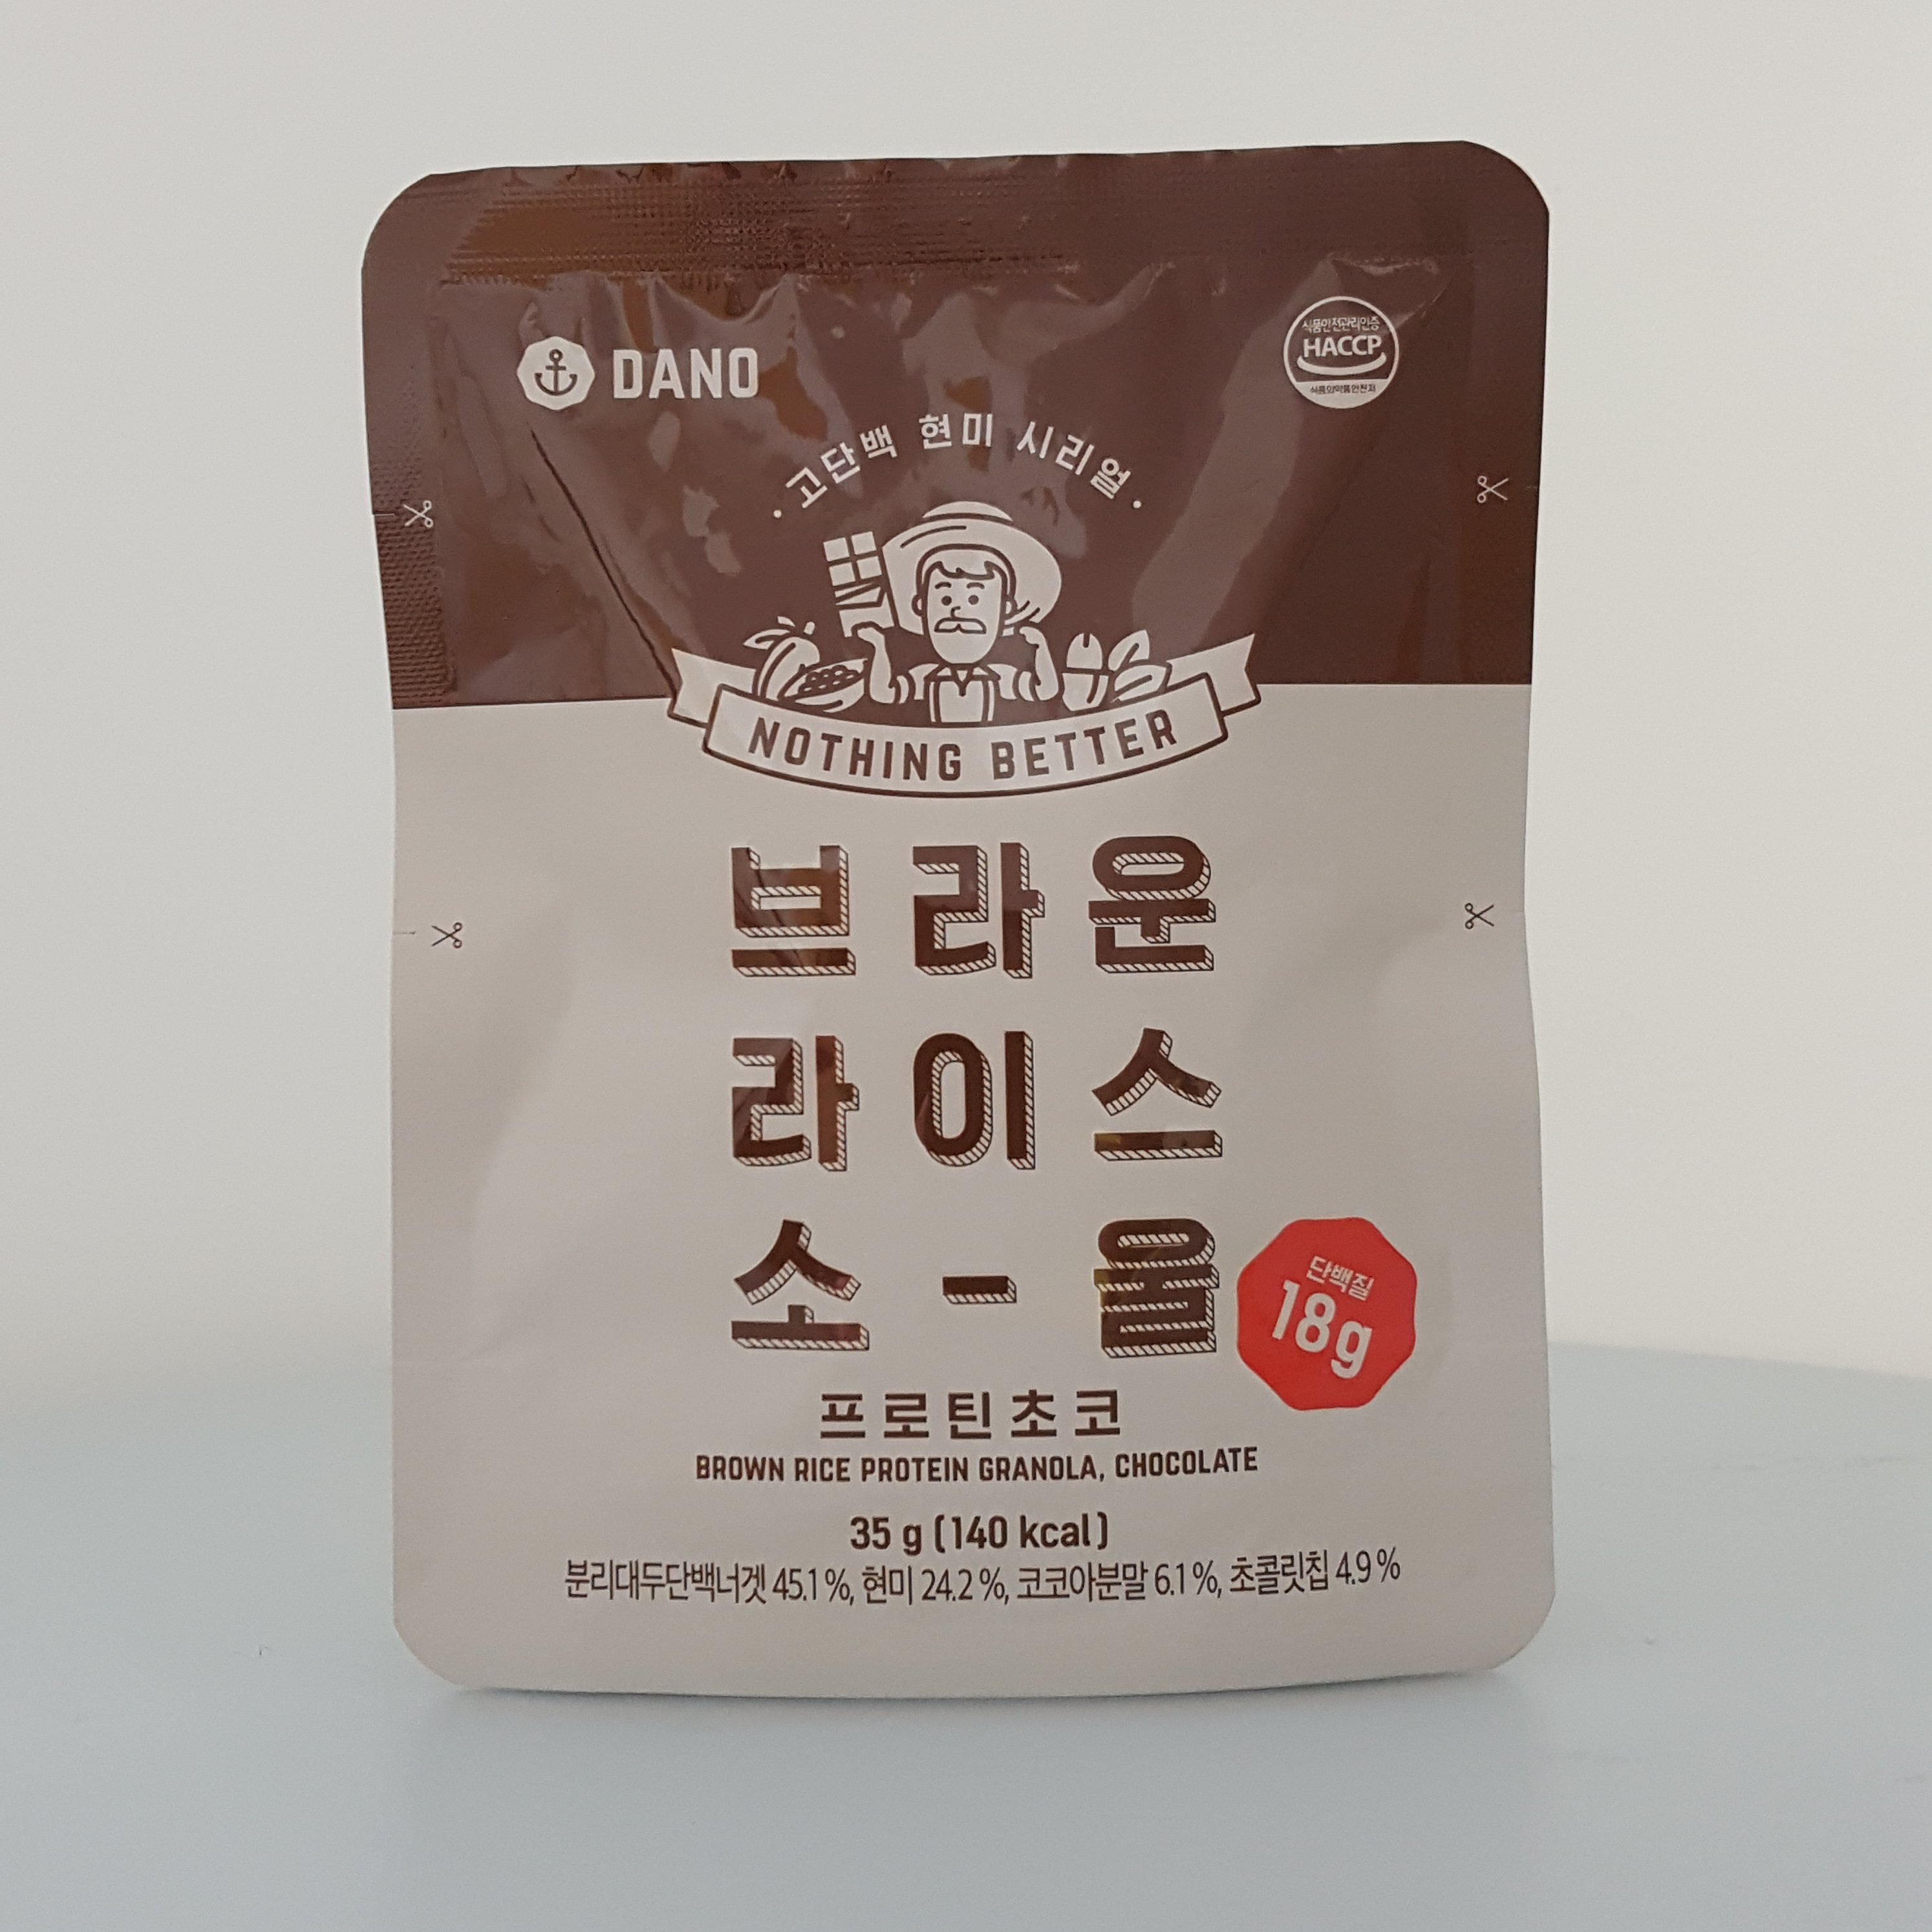 DANO
식품안전관리인증
HACCP
식품의약품안전처
· 고단백 현미 시리얼 ·
NOTHING BETTER
브라운
라이스
소-울
단백질
18g
프로틴초코
BROWN RICE PROTEIN GRANOLA, CHOCOLATE
35 g (140 kcal)
분리대두단백너겟 45.1 %, 현미 24.2 %, 코코아분말 6.1 %, 초콜릿칩 4.9 %